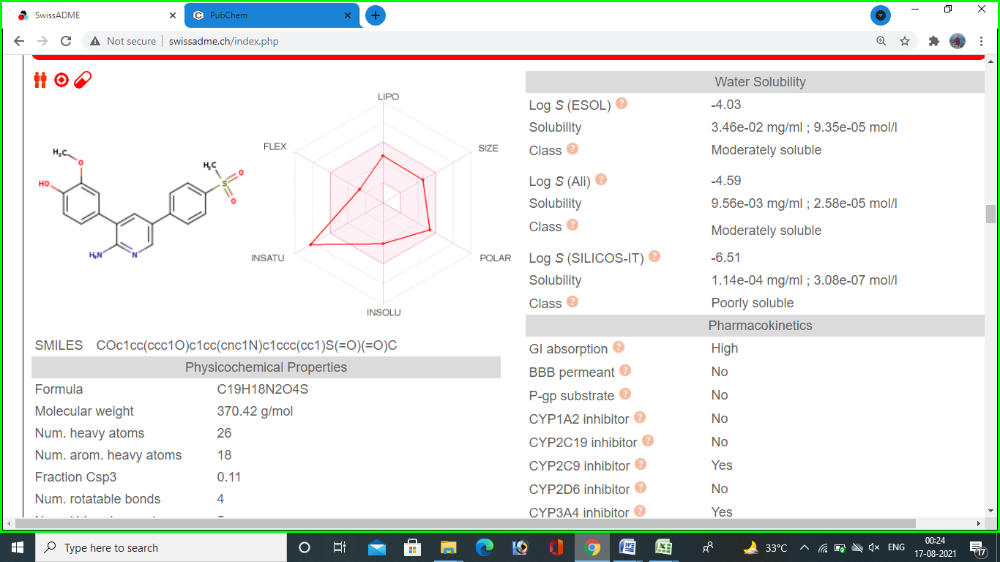 SwissADME
PubChem
Not secure
swissadme.ch/index.php
LIPO
FLEX
SIZE
INSATU
POLAR
INSOLU
H₃C
O
HO
H₂N
N
H₃C
S
O
O
SMILES COc1cc(ccc1O)c1cc(cnc1N)c1ccc(cc1)S(=O)(=O)C
Physicochemical Properties
Formula C19H18N2O4S
Molecular weight 370.42 g/mol
Num. heavy atoms 26
Num. arom. heavy atoms 18
Fraction Csp3 0.11
Num. rotatable bonds 4
Water Solubility
Log S (ESOL) ? -4.03
Solubility 3.46e-02 mg/ml ; 9.35e-05 mol/l
Class ? Moderately soluble
Log S (Ali) ? -4.59
Solubility 9.56e-03 mg/ml ; 2.58e-05 mol/l
Class ? Moderately soluble
Log S (SILICOS-IT) ? -6.51
Solubility 1.14e-04 mg/ml ; 3.08e-07 mol/l
Class ? Poorly soluble
Pharmacokinetics
GI absorption ? High
BBB permeant ? No
P-gp substrate ? No
CYP1A2 inhibitor ? No
CYP2C19 inhibitor ? No
CYP2C9 inhibitor ? Yes
CYP2D6 inhibitor ? No
CYP3A4 inhibitor ? Yes
Type here to search
33°C
ENG
00:24
17-08-2021
17